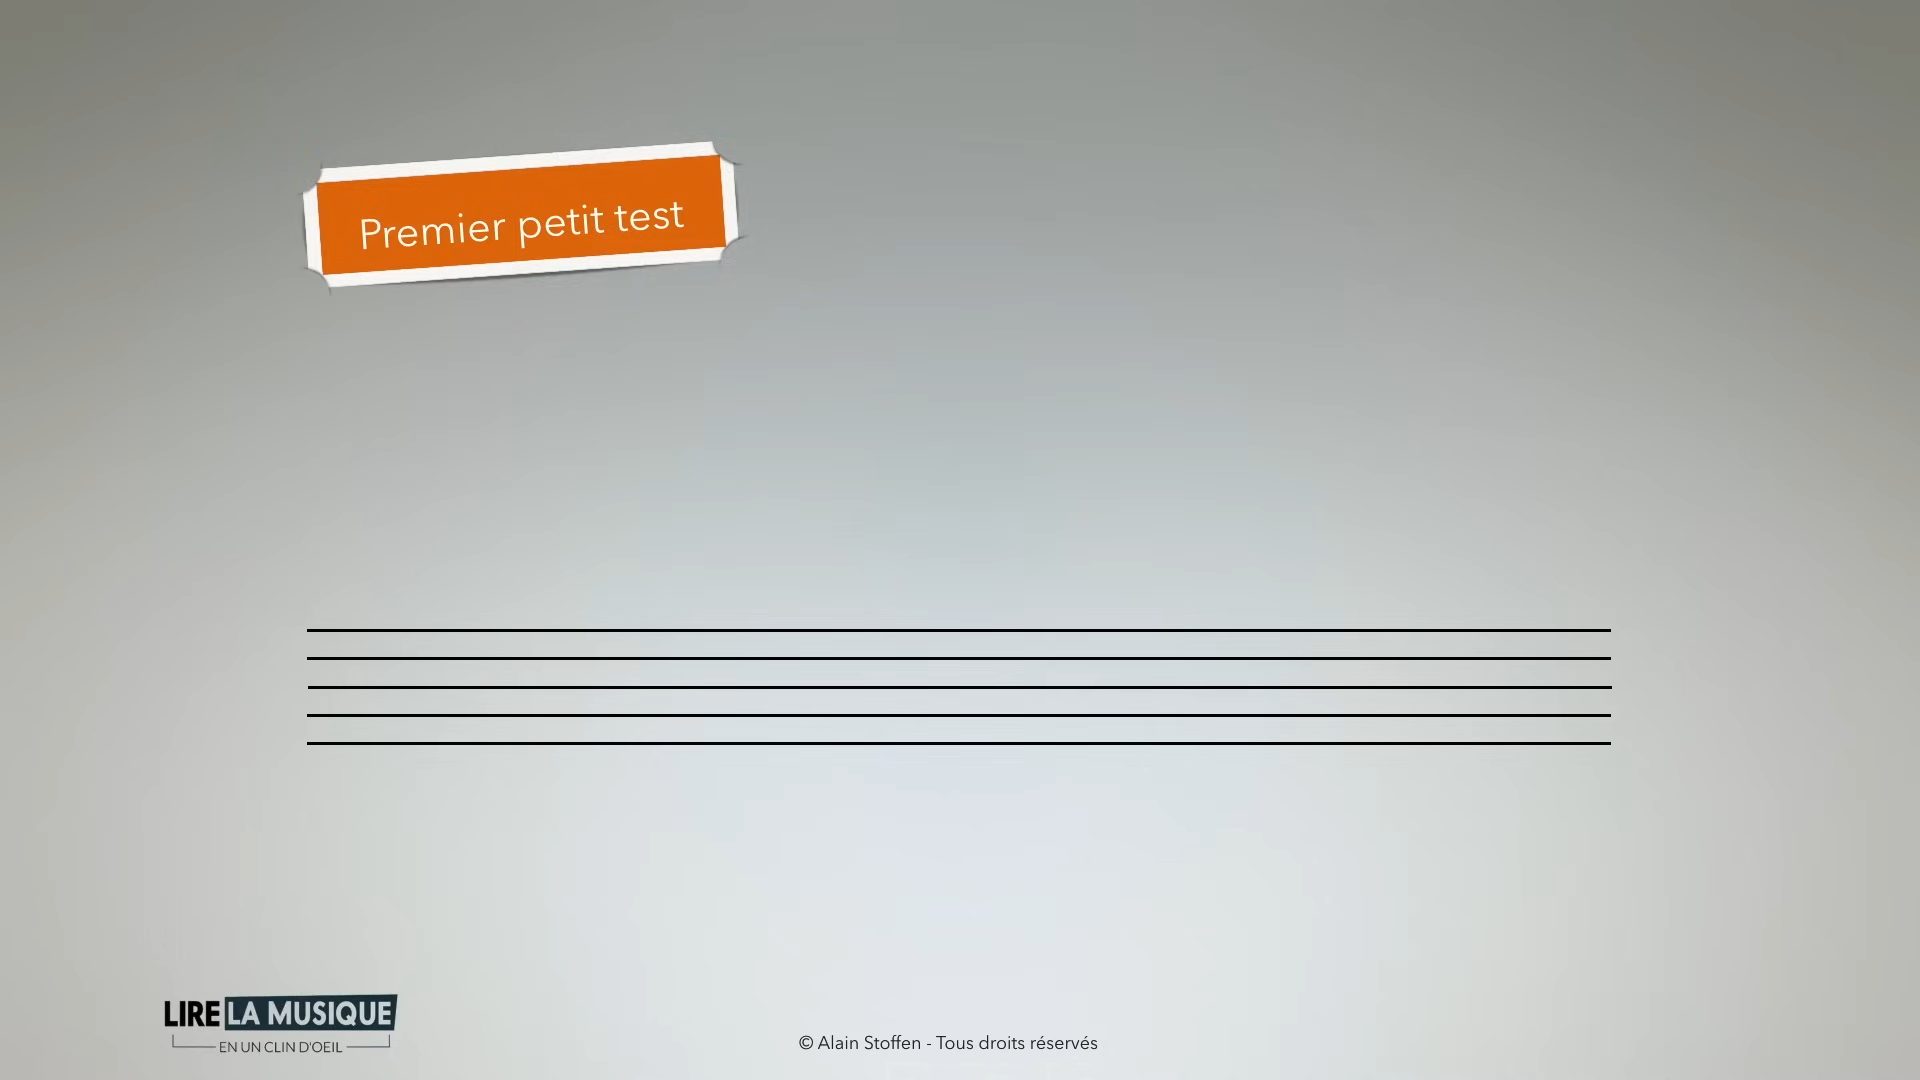 Premier petit test
LIRE LA MUSIQUE
EN UN CLIN D'OEIL
© Alain Stoffen - Tous droits réservés